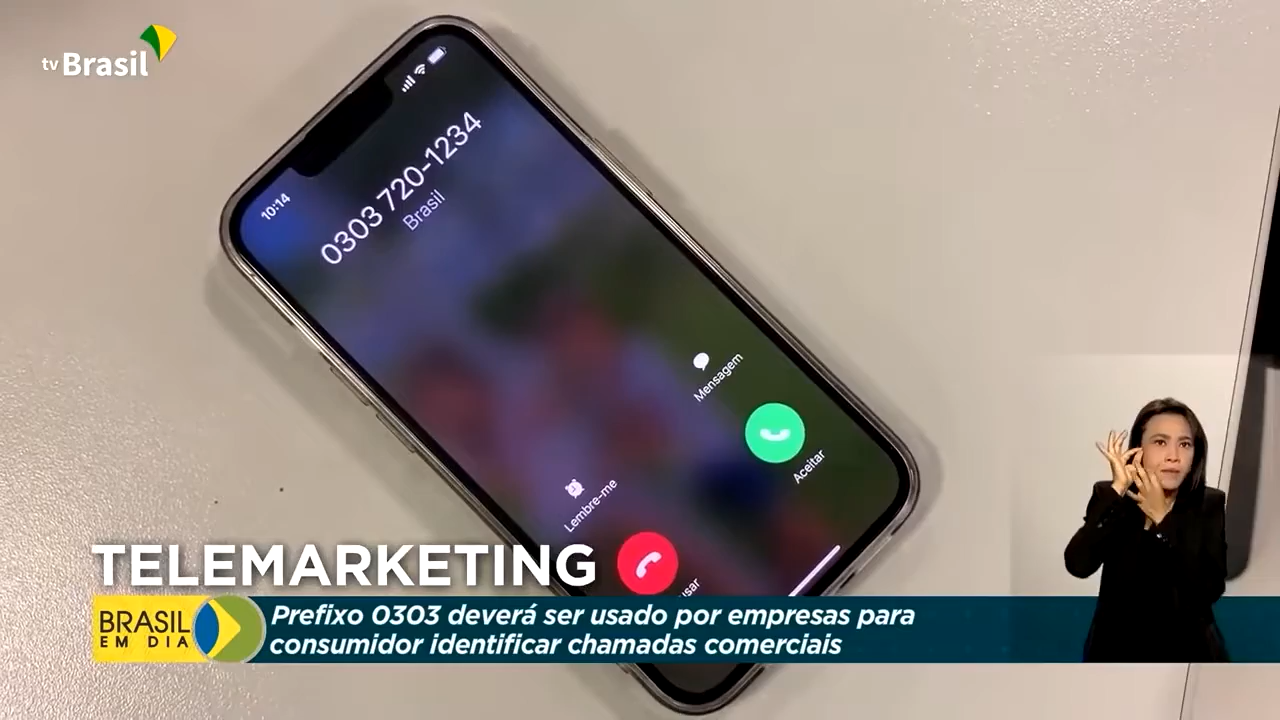 tv Brasil
10:14
0303 720-1234
Brasil
Mensagem
Lembre-me
Aceitar
TELEMARKETING
BRASIL
EM DIA
Prefixo 0303 deverá ser usado por empresas para
consumidor identificar chamadas comerciais